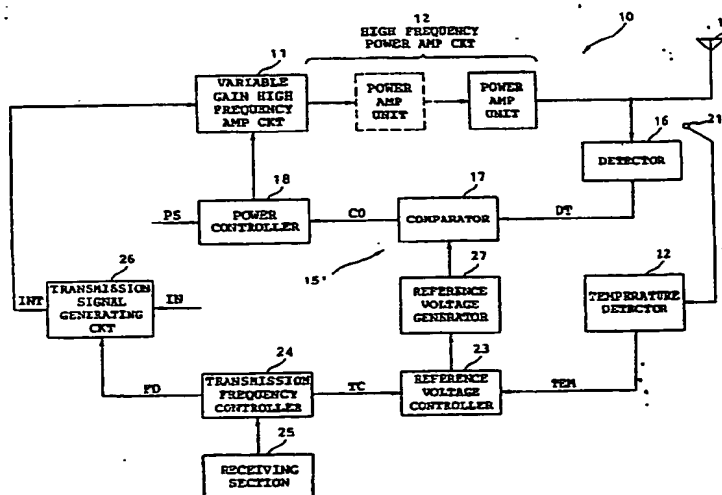 12
HIGH FREQUENCY
POWER AMP CKT
10
11
VARIABLE
GAIN HIGH
FREQUENCY
AMP CKT
POWER
AMP
UNIT
POWER
AMP
UNIT
21
16
DETECTOR
18
POWER
CONTROLLER
PS
CO
17
COMPARATOR
DT
15'
26
TRANSMISSION
SIGNAL
GENERATING
CKT
INT
IN
27
REFERENCE
VOLTAGE
GENERATOR
12
TEMPERATURE
DETECTOR
24
TRANSMISSION
FREQUENCY
CONTROLLER
FD
TC
23
REFERENCE
VOLTAGE
CONTROLLER
TEM
25
RECEIVING
SECTION